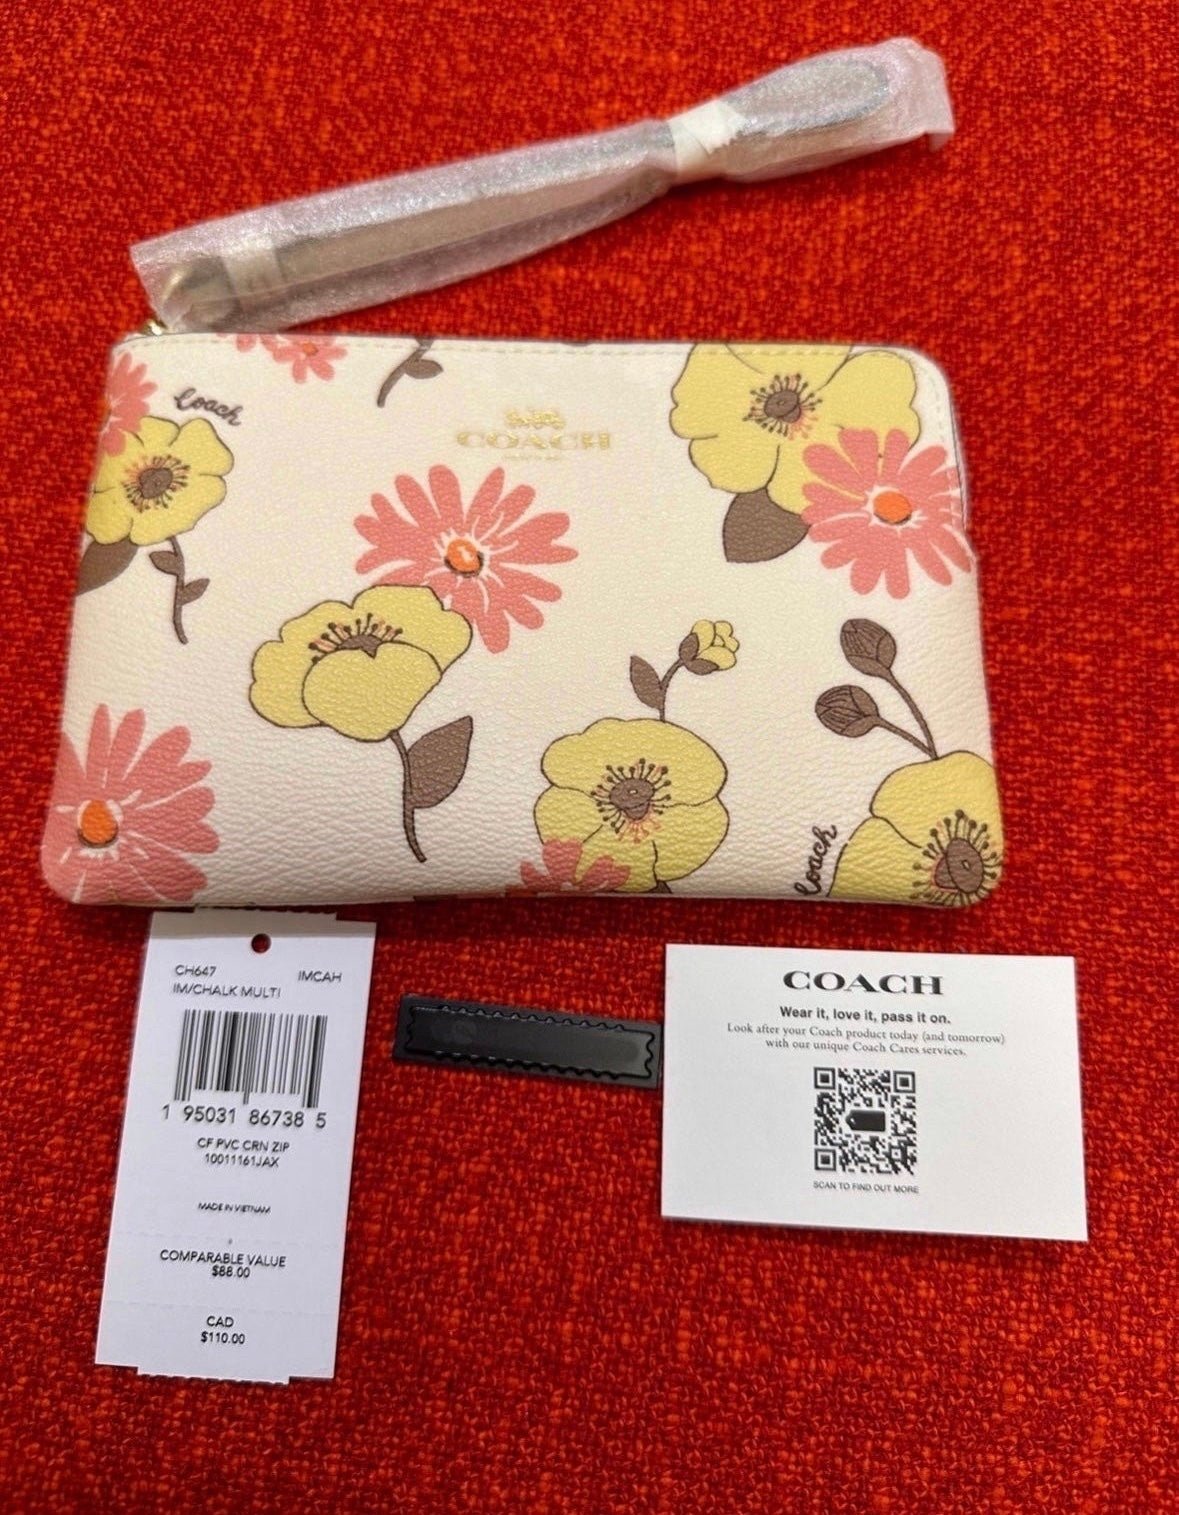 Coach
COACH
Coach
CH647 IMCAH
IM/CHALK MULTI
1 95031 86738 5
CF PVC CRN ZIP
10011161JAX
MADE IN VIETNAM
COMPARABLE VALUE
$88.00
CAD
$110.00
COACH
Wear it, love it, pass it on.
Look after your Coach product today (and tomorrow)
with our unique Coach Cares services.
SCAN TO FIND OUT MORE